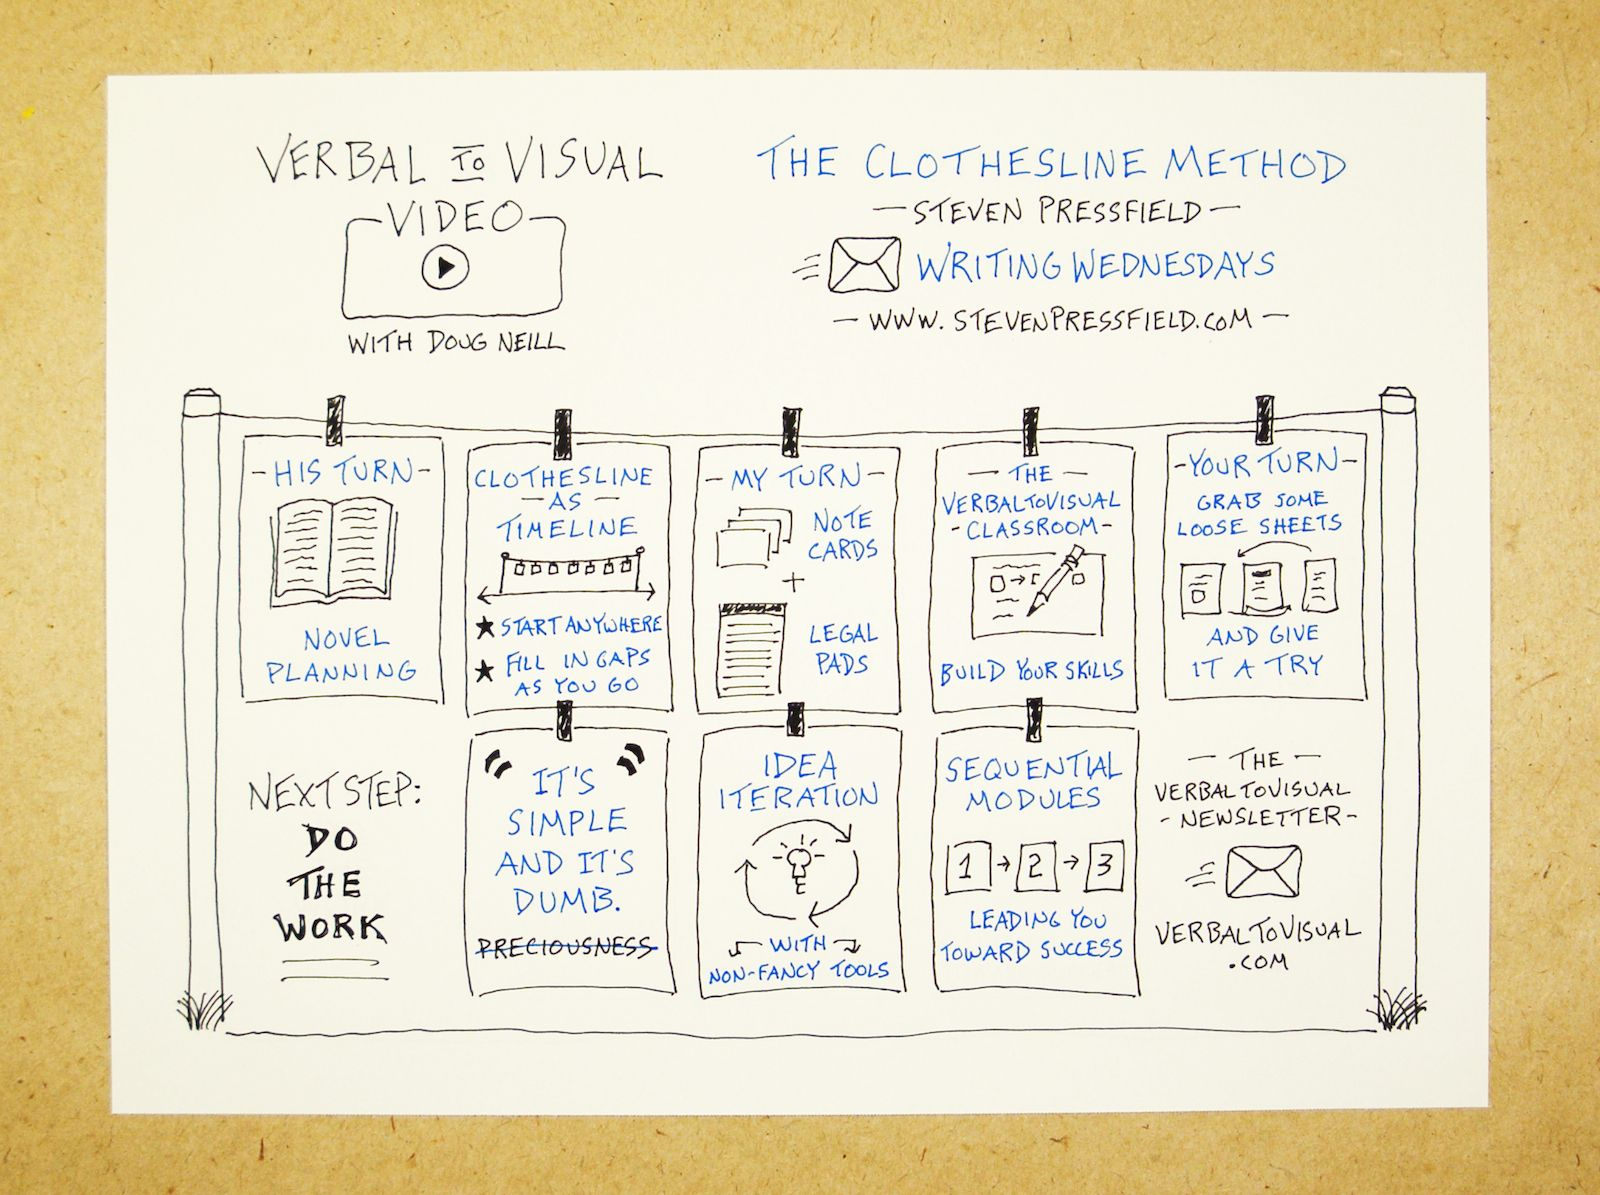 VERBAL TO VISUAL
VIDEO
WITH DOUG NEILL
THE CLOTHESLINE METHOD
— STEVEN PRESSFIELD —
WRITING WEDNESDAYS
— WWW.STEVENPRESSFIELD.COM —
- HIS TURN -
NOVEL
PLANNING
CLOTHESLINE
— AS —
TIMELINE
★ START ANYWHERE
★ FILL IN GAPS
AS YOU GO
- MY TURN -
NOTE
CARDS
+
LEGAL
PADS
— THE —
VERBALTOVISUAL
- CLASSROOM -
BUILD YOUR SKILLS
- YOUR TURN -
GRAB SOME
LOOSE SHEETS
AND GIVE
IT A TRY
NEXT STEP:
DO
THE
WORK
"IT'S
SIMPLE
AND IT'S
DUMB."
PRECIOUSNESS
IDEA
ITERATION
WITH
NON-FANCY TOOLS
SEQUENTIAL
MODULES
1 → 2 → 3
LEADING YOU
TOWARD SUCCESS
— THE —
VERBALTOVISUAL
- NEWSLETTER -
VERBALTOVISUAL
.COM